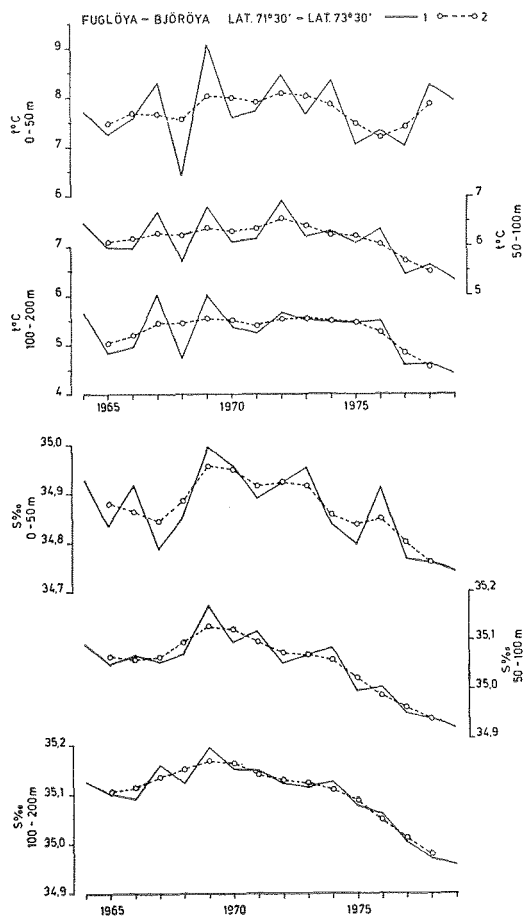 FUGLÖYA – BJÖRÖYA LAT. 71°30' – LAT. 73°30' 1 2
9
8
7
6
t°C
0 - 50 m
7
6
5
t°C
50 - 100 m
7
6
5
4
t°C
100 - 200 m
1965 1970 1975
35,0
34,9
34,8
34,7
S‰
0 - 50 m
35,2
35,1
35,0
34,9
S‰
50 - 100 m
35,2
35,1
35,0
34,9
S‰
100 - 200 m
1965 1970 1975